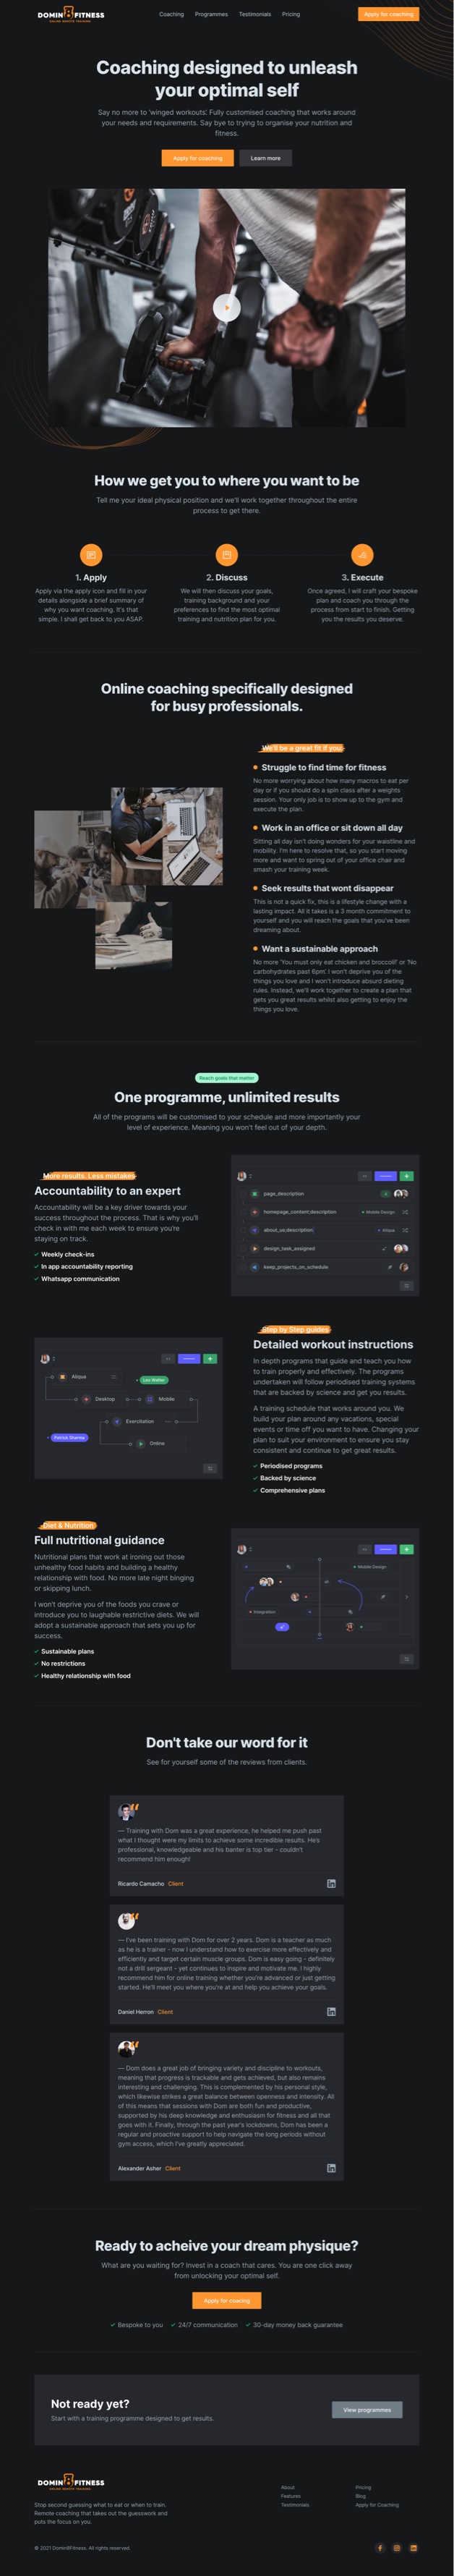 DOMIN8FITNESS
ONLINE REMOTE TRAINING
Coaching
Programmes
Testimonials
Pricing
Apply for coaching
Coaching designed to unleash
your optimal self
Say no more to 'winged workouts'. Fully customised coaching that works around
your needs and requirements. Say bye to trying to organise your nutrition and
fitness.
Apply for coaching
Learn more
How we get you to where you want to be
Tell me your ideal physical position and we'll work together throughout the entire
process to get there.
1. Apply
Apply via the apply icon and fill in your
details alongside a brief summary of
why you want coaching. It's that
simple. I shall get back to you ASAP.
2. Discuss
We will then discuss your goals,
training background and your
preferences to find the most optimal
training and nutrition plan for you.
3. Execute
Once agreed, I will craft your bespoke
plan and coach you through the
process from start to finish. Getting
you the results you deserve.
Online coaching specifically designed
for busy professionals.
We'll be a great fit if you:
Struggle to find time for fitness
No more worrying about how many macros to eat per
day or if you should do a spin class after a weights
session. Your only job is to show up to the gym and
execute the plan.
Work in an office or sit down all day
Sitting all day isn't doing wonders for your waistline and
mobility. I'm here to resolve that, so you start moving
more and want to spring out of your office chair and
smash your training week.
Seek results that wont disappear
This is not a quick fix, this is a lifestyle change with a
lasting impact. All it takes is a 3 month commitment to
yourself and you will reach the goals that you've been
dreaming about.
Want a sustainable approach
No more 'You must only eat chicken and broccoli!' or 'No
carbohydrates past 6pm'. I won't deprive you of the
things you love and I won't introduce absurd dieting
rules. Instead, we'll work together to create a plan that
gets you great results whilst also getting to enjoy the
things you love.
Reach goals that matter
One programme, unlimited results
All of the programs will be customised to your schedule and more importantly your
level of experience. Meaning you won't feel out of your depth.
More results. Less mistakes
Accountability to an expert
Accountability will be a key driver towards your
success throughout the process. That is why you'll
check in with me each week to ensure you're
staying on track.
Weekly check-ins
In app accountability reporting
Whatsapp communication
page_description
homepage_content;description
Mobile Design
about_us;description
Aliqua
design_task_assigned
keep_projects_on_schedule
Step by Step guides
Detailed workout instructions
In depth programs that guide and teach you how
to train properly and effectively. The programs
undertaken will follow periodised training systems
that are backed by science and get you results.
A training schedule that works around you. We
build your plan around any vacations, special
events or time off you want to have. Changing your
plan to suit your environment to ensure you stay
consistent and continue to get great results.
Periodised programs
Backed by science
Comprehensive plans
Aliqua
Lee Walter
Desktop
Mobile
Exercitation
Patrick Sharma
Online
Diet & Nutrition
Full nutritional guidance
Nutritional plans that work at ironing out those
unhealthy food habits and building a healthy
relationship with food. No more late night binging
or skipping lunch.
I won't deprive you of the foods you crave or
introduce you to laughable restrictive diets. We will
adopt a sustainable approach that sets you up for
success.
Sustainable plans
No restrictions
Healthy relationship with food
Mobile Design
Integration
Don't take our word for it
See for yourself some of the reviews from clients.
— Training with Dom was a great experience, he helped me push past
what I thought were my limits to achieve some incredible results. He's
professional, knowledgeable and his banter is top tier - couldn't
recommend him enough!
Ricardo Camacho Client
— I've been training with Dom for over 2 years. Dom is a teacher as much
as he is a trainer - now I understand how to exercise more effectively and
efficiently and target certain muscle groups. Dom is easy going - definitely
not a drill sergeant - yet continues to inspire and motivate me. I highly
recommend him for online training whether you're advanced or just getting
started. He'll meet you where you're at and help you achieve your goals.
Daniel Herron Client
— Dom does a great job of bringing variety and discipline to workouts,
meaning that progress is trackable and gets achieved, but also remains
interesting and challenging. This is complemented by his personal style,
which likewise strikes a great balance between openness and intensity. All
of this means that sessions with Dom are both fun and productive,
supported by his deep knowledge and enthusiasm for fitness and all that
goes with it. Finally, through the past year's lockdowns, Dom has been a
regular and proactive support to help navigate the long periods without
gym access, which I've greatly appreciated.
Alexander Asher Client
Ready to acheive your dream physique?
What are you waiting for? Invest in a coach that cares. You are one click away
from unlocking your optimal self.
Apply for coacing
Bespoke to you
24/7 communication
30-day money back guarantee
Not ready yet?
Start with a training programme designed to get results.
View programmes
DOMIN8FITNESS
ONLINE REMOTE TRAINING
Stop second guessing what to eat or when to train.
Remote coaching that takes out the guesswork and
puts the focus on you.
About
Features
Testimonials
Pricing
Blog
Apply for Coaching
© 2021 Domin8Fitness. All rights reserved.